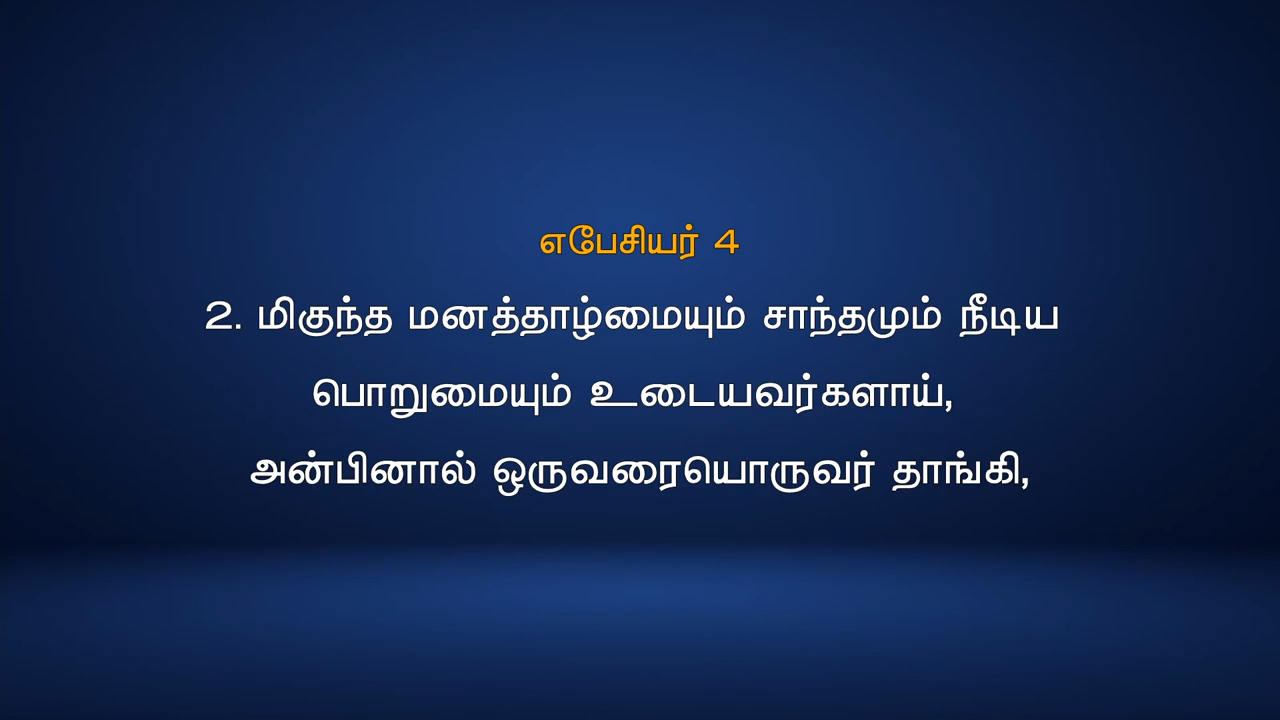 எபேசியர் 4
2. மிகுந்த மனத்தாழ்மையும் சாந்தமும் நீடிய
பொறுமையும் உடையவர்களாய்,
அன்பினால் ஒருவரையொருவர் தாங்கி,